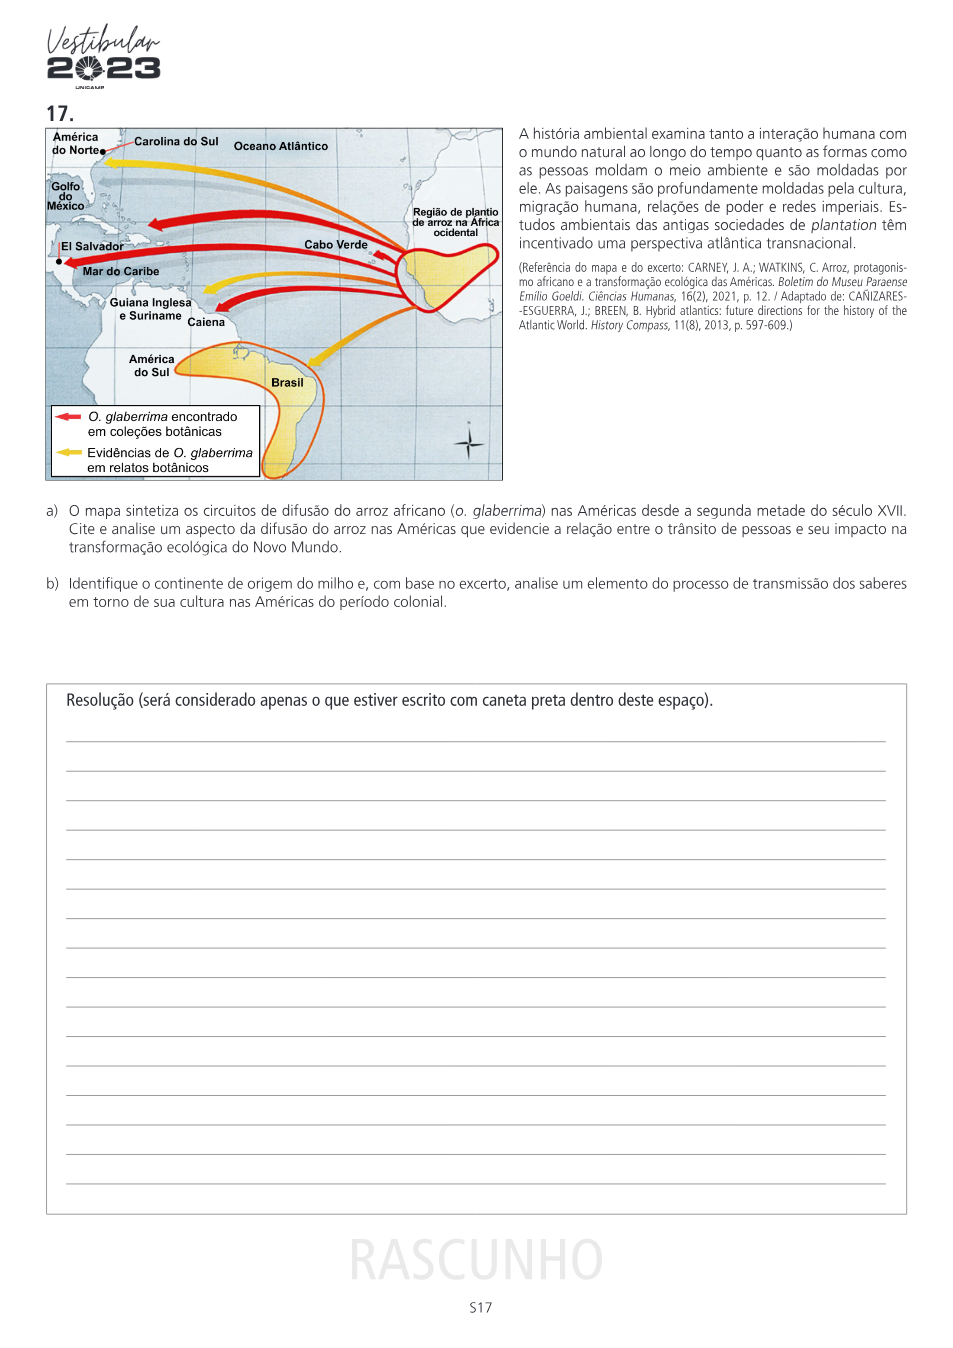 Vestibular
2023
UNICAMP
17.
América
do Norte
Carolina do Sul
Oceano Atlântico
Golfo
do
México
Região de plantio
de arroz na África
ocidental
El Salvador
Cabo Verde
Mar do Caribe
Guiana Inglesa
e Suriname
Caiena
América
do Sul
Brasil
O. glaberrima encontrado
em coleções botânicas
Evidências de O. glaberrima
em relatos botânicos
A história ambiental examina tanto a interação humana com
o mundo natural ao longo do tempo quanto as formas como
as pessoas moldam o meio ambiente e são moldadas por
ele. As paisagens são profundamente moldadas pela cultura,
migração humana, relações de poder e redes imperiais. Es-
tudos ambientais das antigas sociedades de plantation têm
incentivado uma perspectiva atlântica transnacional.
(Referência do mapa e do excerto: CARNEY, J. A.; WATKINS, C. Arroz, protagonis-
mo africano e a transformação ecológica das Américas. Boletim do Museu Paraense
Emílio Goeldi. Ciências Humanas, 16(2), 2021, p. 12. / Adaptado de: CAÑIZARES-
-ESGUERRA, J.; BREEN, B. Hybrid atlantics: future directions for the history of the
Atlantic World. History Compass, 11(8), 2013, p. 597-609.)
a) O mapa sintetiza os circuitos de difusão do arroz africano (o. glaberrima) nas Américas desde a segunda metade do século XVII.
Cite e analise um aspecto da difusão do arroz nas Américas que evidencie a relação entre o trânsito de pessoas e seu impacto na
transformação ecológica do Novo Mundo.
b) Identifique o continente de origem do milho e, com base no excerto, analise um elemento do processo de transmissão dos saberes
em torno de sua cultura nas Américas do período colonial.
Resolução (será considerado apenas o que estiver escrito com caneta preta dentro deste espaço).
RASCUNHO
S17